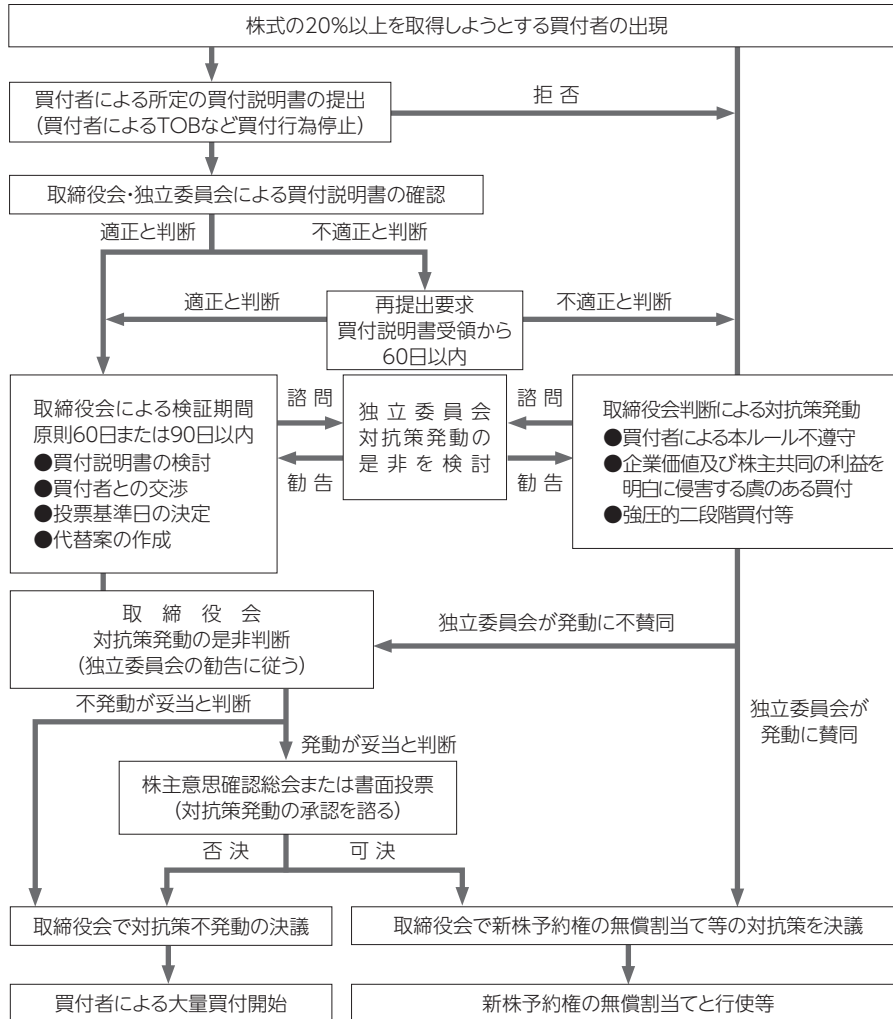 株式の20%以上を取得しようとする買付者の出現
買付者による所定の買付説明書の提出
(買付者によるTOBなど買付行為停止)
拒 否
取締役会・独立委員会による買付説明書の確認
適正と判断
不適正と判断
適正と判断
再提出要求
買付説明書受領から
60日以内
不適正と判断
取締役会による検証期間
原則60日または90日以内
●買付説明書の検討
●買付者との交渉
●投票基準日の決定
●代替案の作成
諮 問
勧 告
独 立 委 員 会
対 抗 策 発 動 の
是 非 を 検 討
諮 問
勧 告
取締役会判断による対抗策発動
●買付者による本ルール不遵守
●企業価値及び株主共同の利益を
明白に侵害する虞のある買付
●強圧的二段階買付等
取 締 役 会
対抗策発動の是非判断
(独立委員会の勧告に従う)
独立委員会が発動に不賛同
不発動が妥当と判断
発動が妥当と判断
独立委員会が
発動に賛同
株主意思確認総会または書面投票
(対抗策発動の承認を諮る)
否 決
可 決
取締役会で対抗策不発動の決議
取締役会で新株予約権の無償割当て等の対抗策を決議
買付者による大量買付開始
新株予約権の無償割当てと行使等